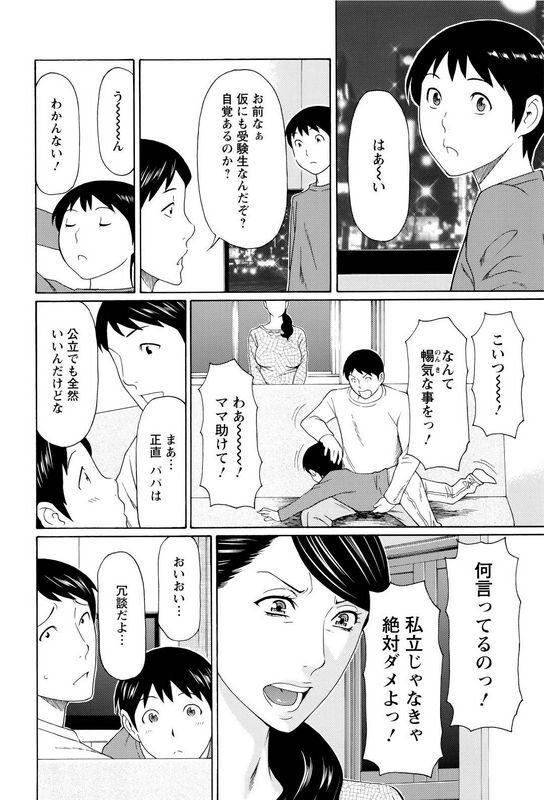 はあ〜〜い
お前なぁ
仮にも受験生なんだぞ?
自覚あるのか?
う〜〜〜〜ん
わかんない!
こいつ〜〜〜!
なんて
暢気な事をっ!
のんき
わあ〜〜〜!
ママ助けて!
まあ…
正直 パパは
公立でも全然
いいんだけどな
何言ってるのっ!
私立じゃなきゃ
絶対ダメよっ!
おいおい…
冗談だよ…